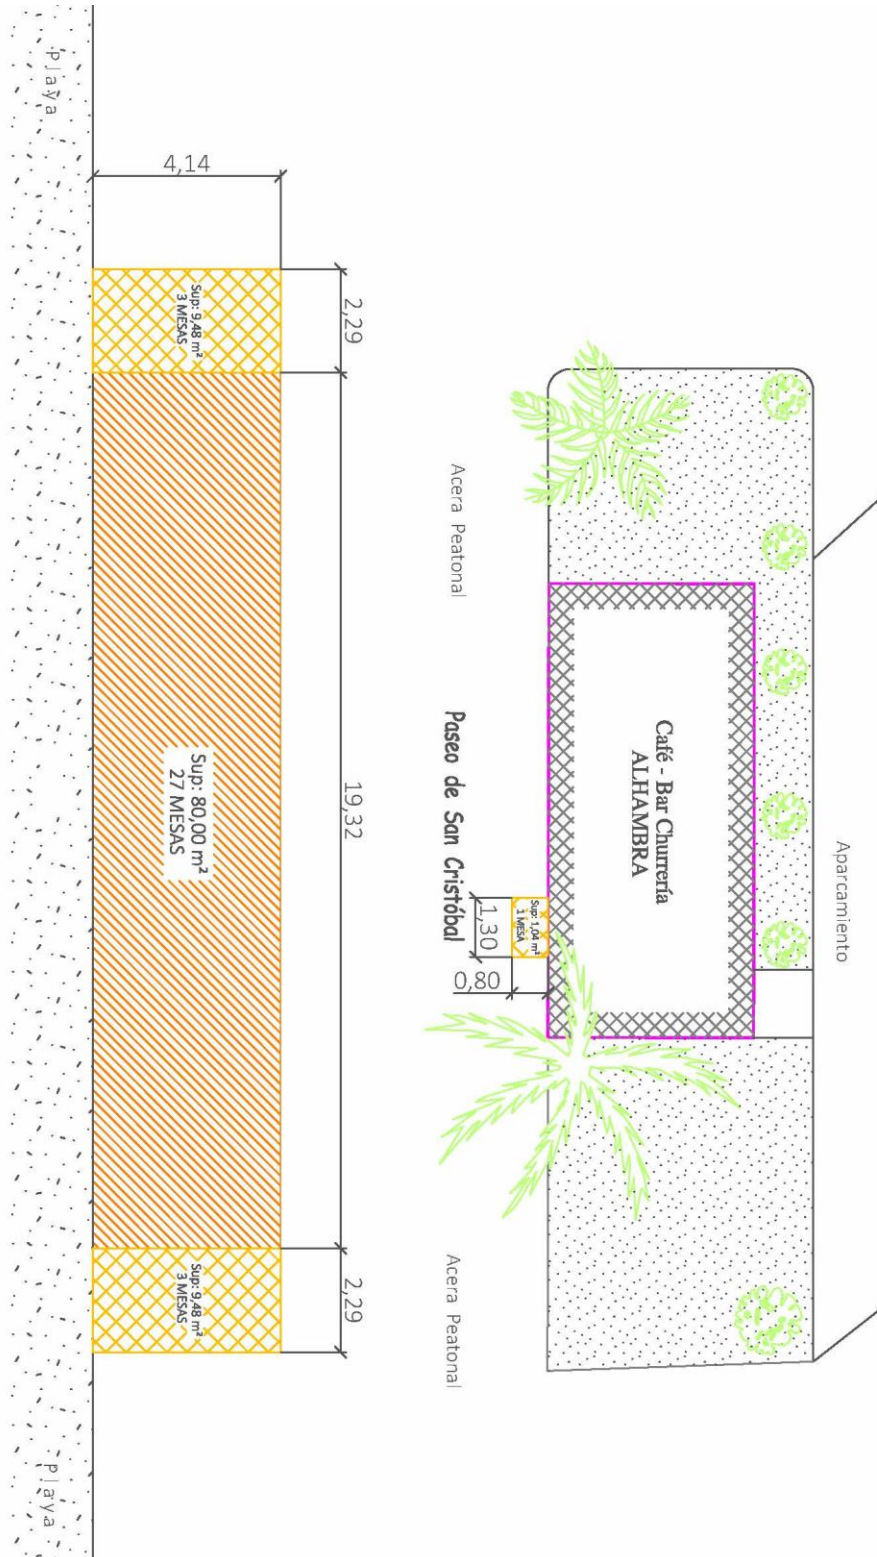 Aparcamiento
Café - Bar Churrería
ALHAMBRA
Sup: 1,04 m²
1 MESA
1,30
0,80
Acera Peatonal
Paseo de San Cristóbal
Acera Peatonal
2,29
19,32
2,29
4,14
Sup: 9,48 m²
3 MESAS
Sup: 80,00 m²
27 MESAS
Sup: 9,48 m²
3 MESAS
Playa
Playa